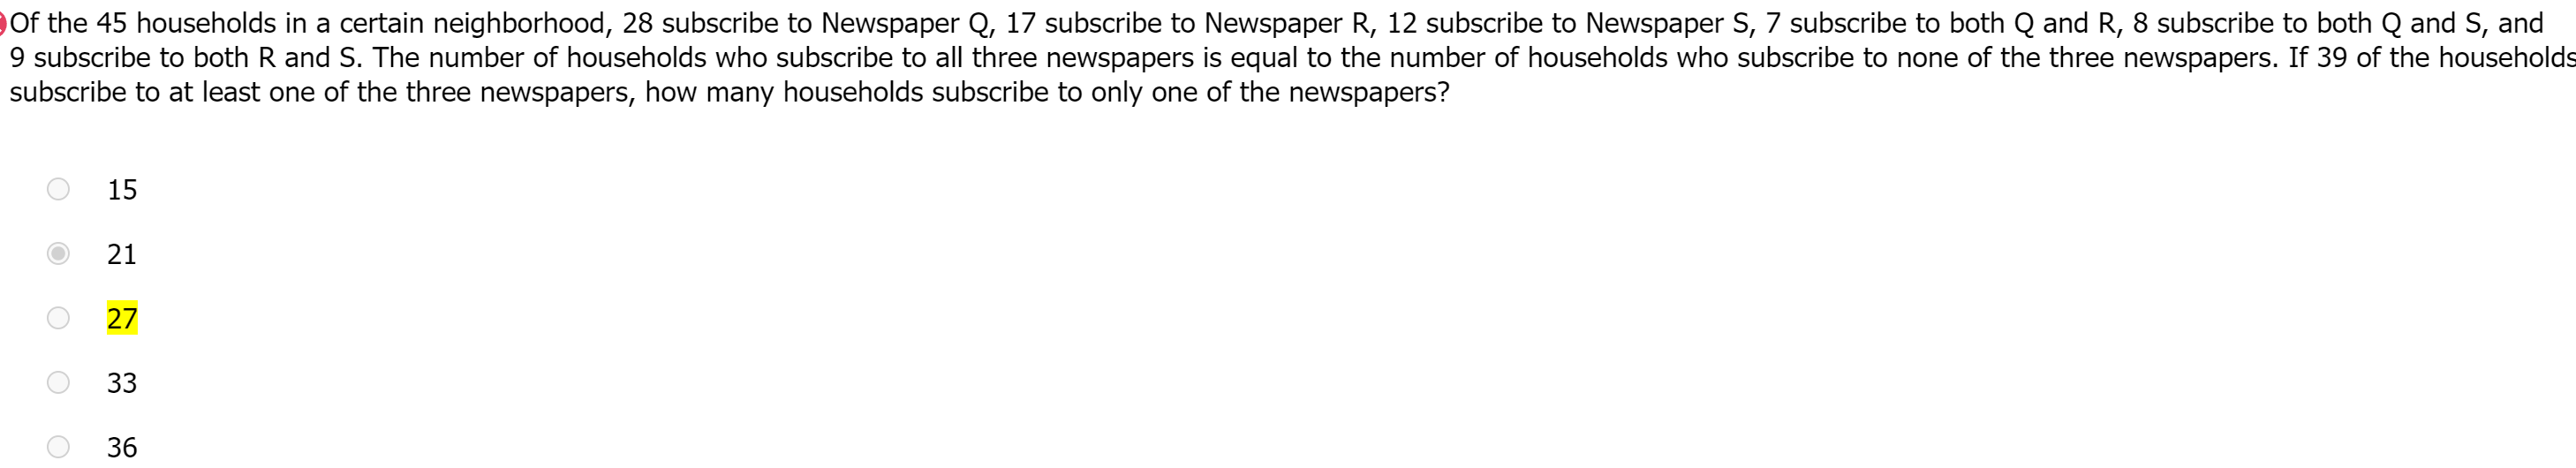 Of the 45 households in a certain neighborhood, 28 subscribe to Newspaper Q, 17 subscribe to Newspaper R, 12 subscribe to Newspaper S, 7 subscribe to both Q and R, 8 subscribe to both Q and S, and
9 subscribe to both R and S. The number of households who subscribe to all three newspapers is equal to the number of households who subscribe to none of the three newspapers. If 39 of the households
subscribe to at least one of the three newspapers, how many households subscribe to only one of the newspapers?
15
21
27
33
36